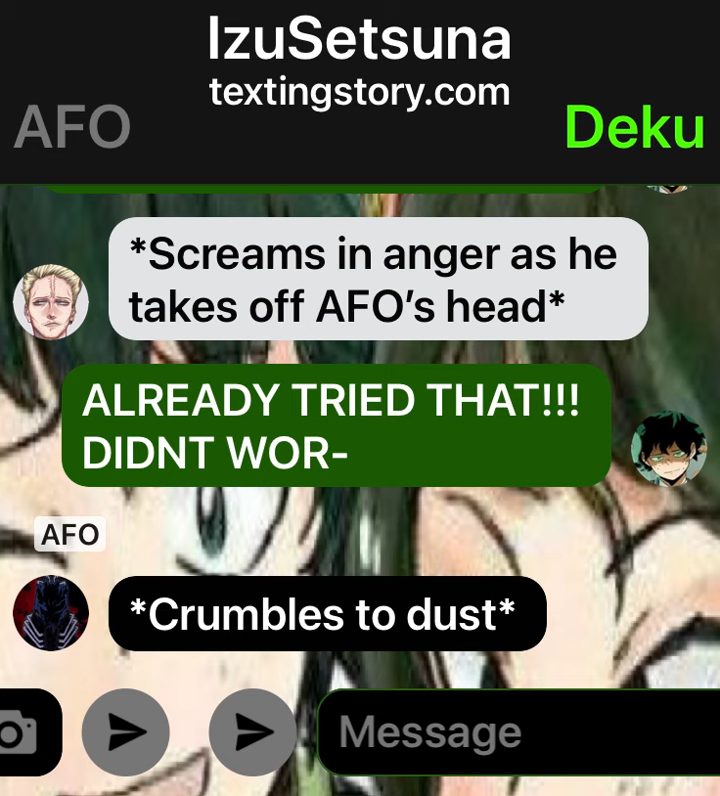 IzuSetsuna
textingstory.com
AFO
Deku
*Screams in anger as he
takes off AFO’s head*
ALREADY TRIED THAT!!!
DIDNT WOR-
AFO
*Crumbles to dust*
Message